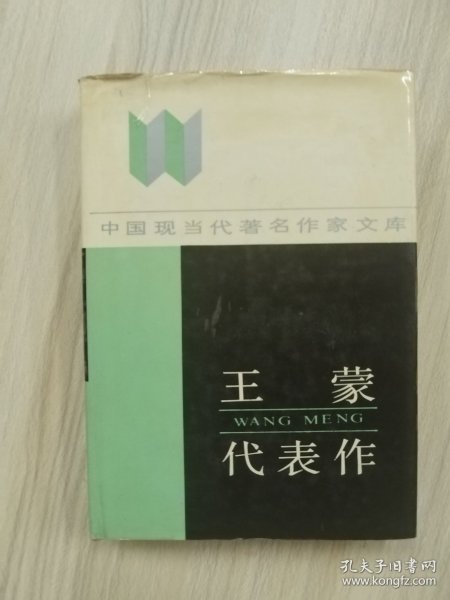 中国现当代著名作家文库
王蒙
WANG MENG
代表作
孔夫子旧书网
www.kongfz.com